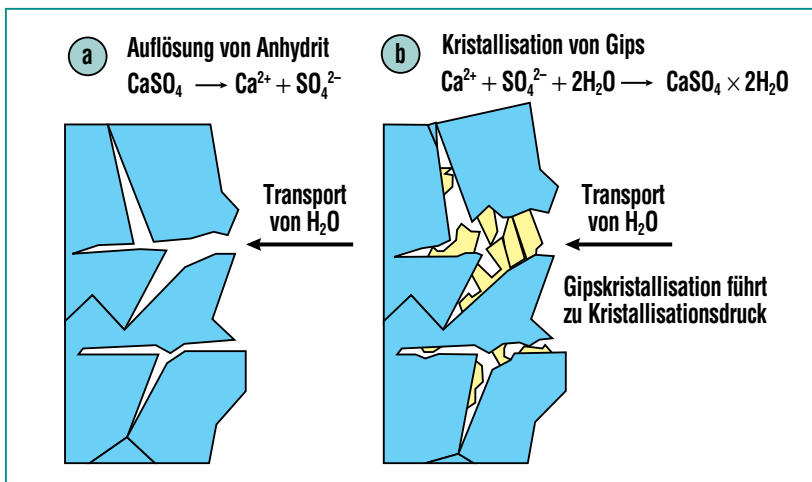 a Auflösung von Anhydrit
CaSO₄ ⟶ Ca²⁺ + SO₄²⁻
Transport
von H₂O
b Kristallisation von Gips
Ca²⁺ + SO₄²⁻ + 2H₂O ⟶ CaSO₄ × 2H₂O
Transport
von H₂O
Gipskristallisation führt
zu Kristallisationsdruck